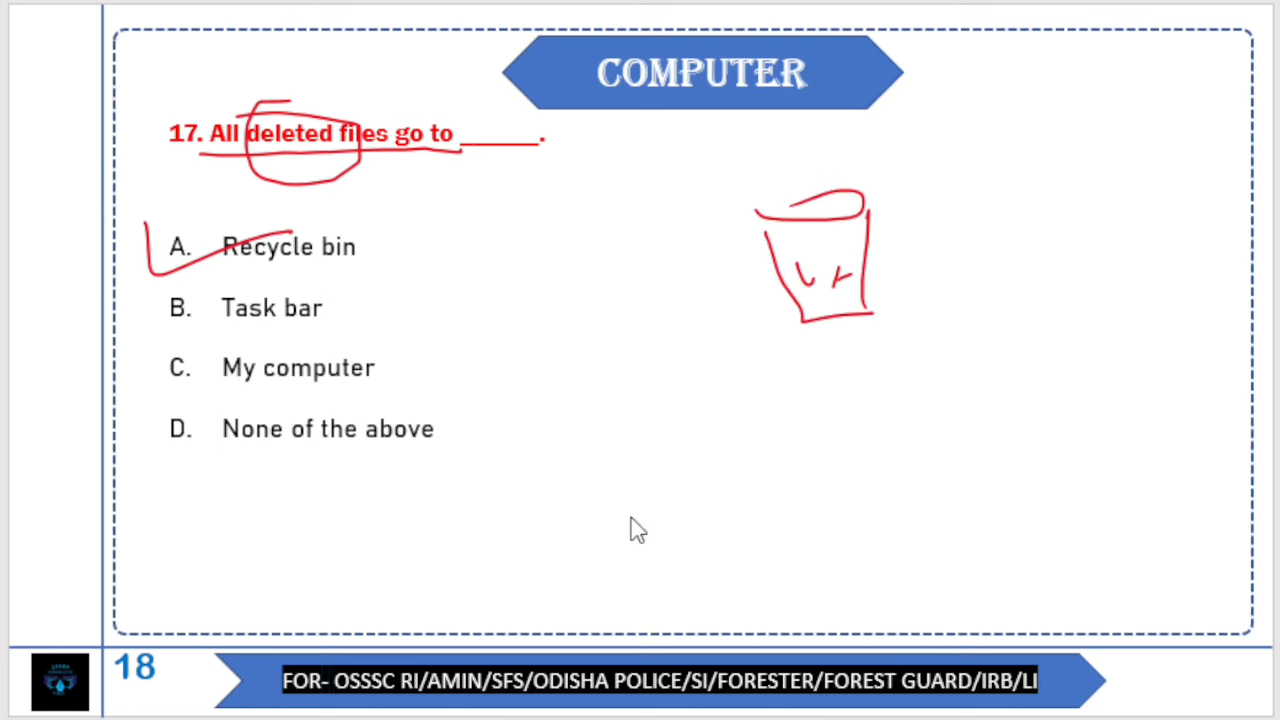 COMPUTER
17. All deleted files go to ______.
A. Recycle bin
B. Task bar
C. My computer
D. None of the above
18
FOR- OSSSC RI/AMIN/SFS/ODISHA POLICE/SI/FORESTER/FOREST GUARD/IRB/LI